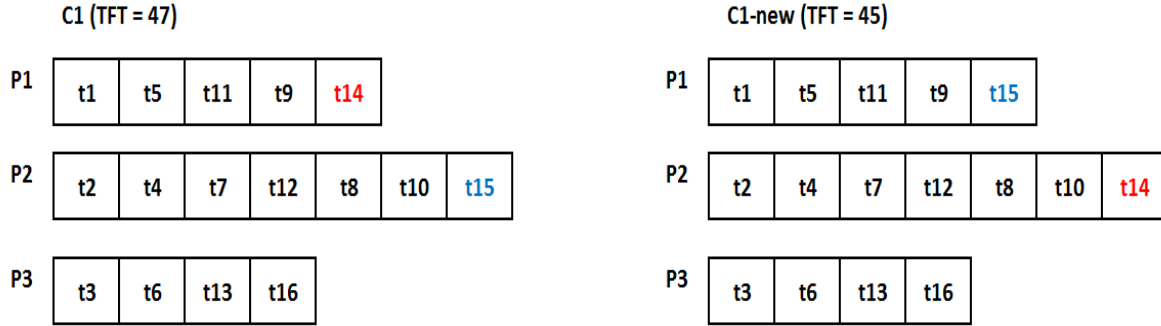 C1 (TFT = 47)
P1 t1 t5 t11 t9 t14
P2 t2 t4 t7 t12 t8 t10 t15
P3 t3 t6 t13 t16
C1-new (TFT = 45)
P1 t1 t5 t11 t9 t15
P2 t2 t4 t7 t12 t8 t10 t14
P3 t3 t6 t13 t16